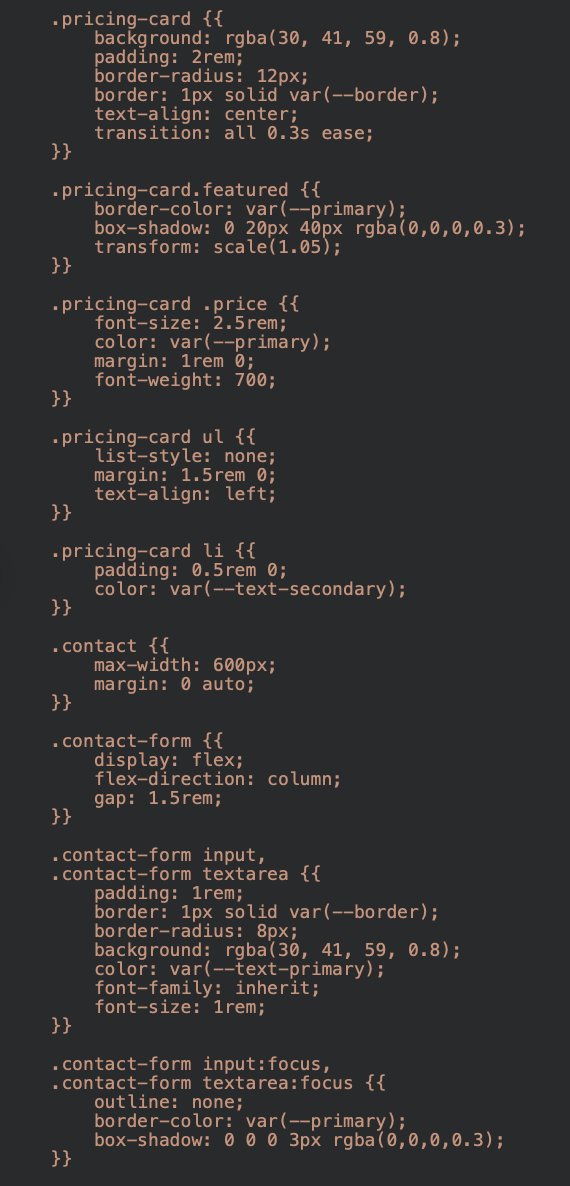 .pricing-card {{
    background: rgba(30, 41, 59, 0.8);
    padding: 2rem;
    border-radius: 12px;
    border: 1px solid var(--border);
    text-align: center;
    transition: all 0.3s ease;
}}

.pricing-card.featured {{
    border-color: var(--primary);
    box-shadow: 0 20px 40px rgba(0,0,0,0.3);
    transform: scale(1.05);
}}

.pricing-card .price {{
    font-size: 2.5rem;
    color: var(--primary);
    margin: 1rem 0;
    font-weight: 700;
}}

.pricing-card ul {{
    list-style: none;
    margin: 1.5rem 0;
    text-align: left;
}}

.pricing-card li {{
    padding: 0.5rem 0;
    color: var(--text-secondary);
}}

.contact {{
    max-width: 600px;
    margin: 0 auto;
}}

.contact-form {{
    display: flex;
    flex-direction: column;
    gap: 1.5rem;
}}

.contact-form input,
.contact-form textarea {{
    padding: 1rem;
    border: 1px solid var(--border);
    border-radius: 8px;
    background: rgba(30, 41, 59, 0.8);
    color: var(--text-primary);
    font-family: inherit;
    font-size: 1rem;
}}

.contact-form input:focus,
.contact-form textarea:focus {{
    outline: none;
    border-color: var(--primary);
    box-shadow: 0 0 0 3px rgba(0,0,0,0.3);
}}